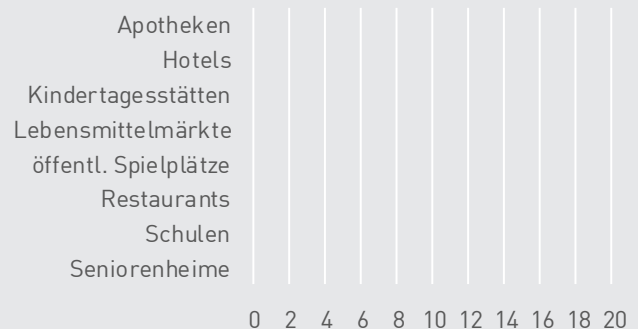 Apotheken
Hotels
Kindertagesstätten
Lebensmittelmärkte
öffentl. Spielplätze
Restaurants
Schulen
Seniorenheime
0 2 4 6 8 10 12 14 16 18 20